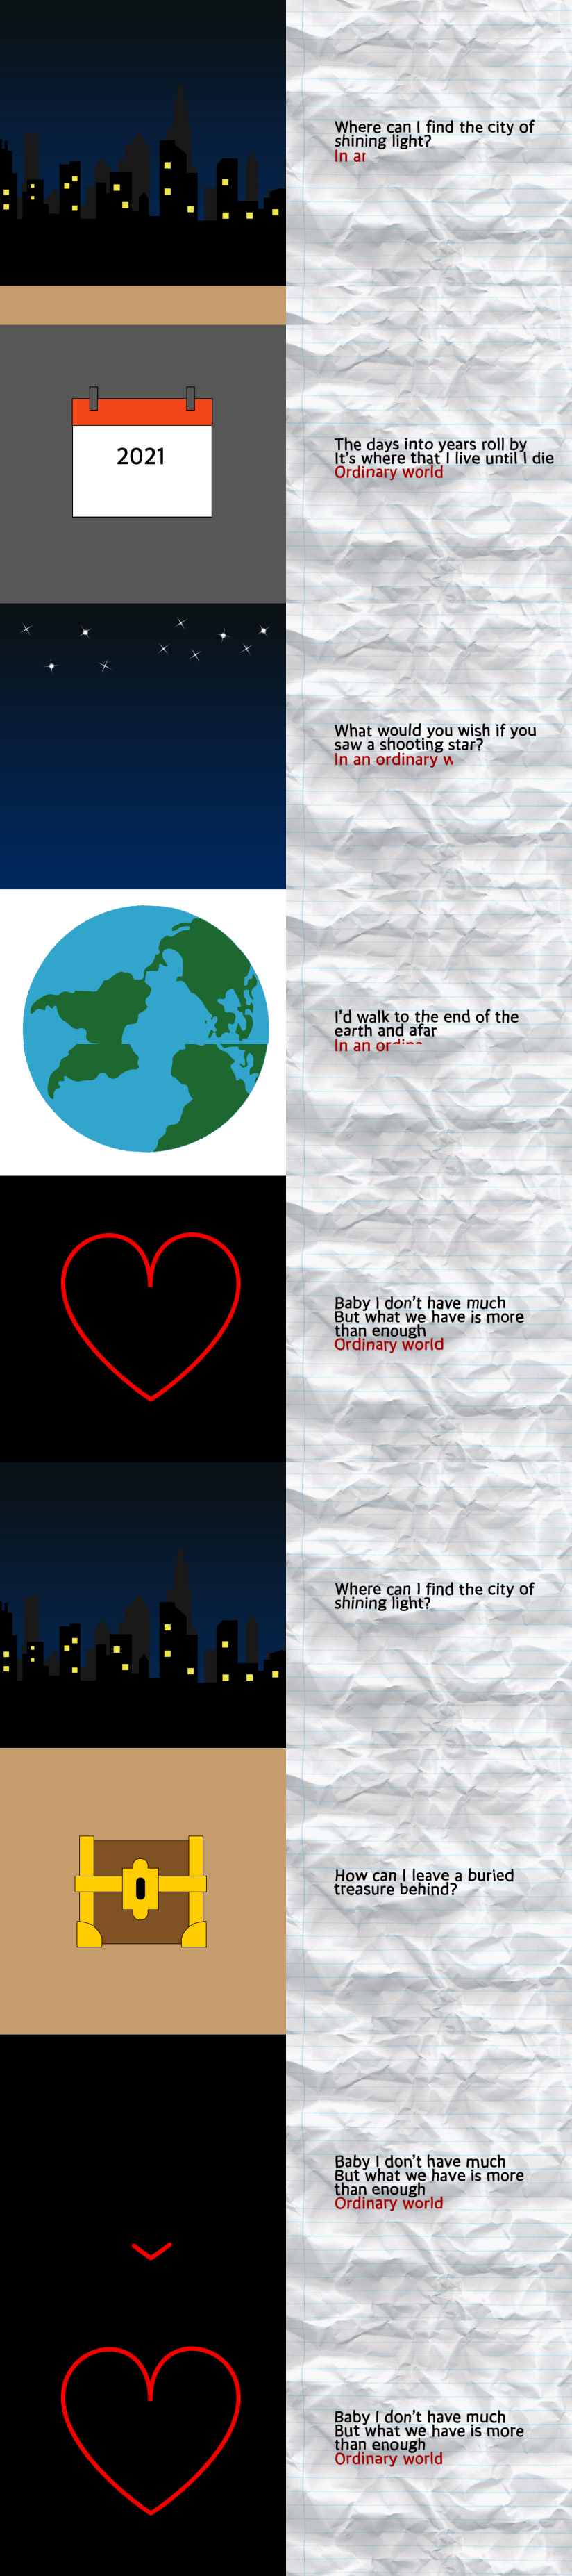 Where can I find the city of
shining light?
In ar
2021
The days into years roll by
It's where that I live until I die
Ordinary world
What would you wish if you
saw a shooting star?
In an ordinary w
I'd walk to the end of the
earth and afar
In an ordina
Baby I don't have much
But what we have is more
than enough
Ordinary world
Where can I find the city of
shining light?
How can I leave a buried
treasure behind?
Baby I don't have much
But what we have is more
than enough
Ordinary world
Baby I don't have much
But what we have is more
than enough
Ordinary world